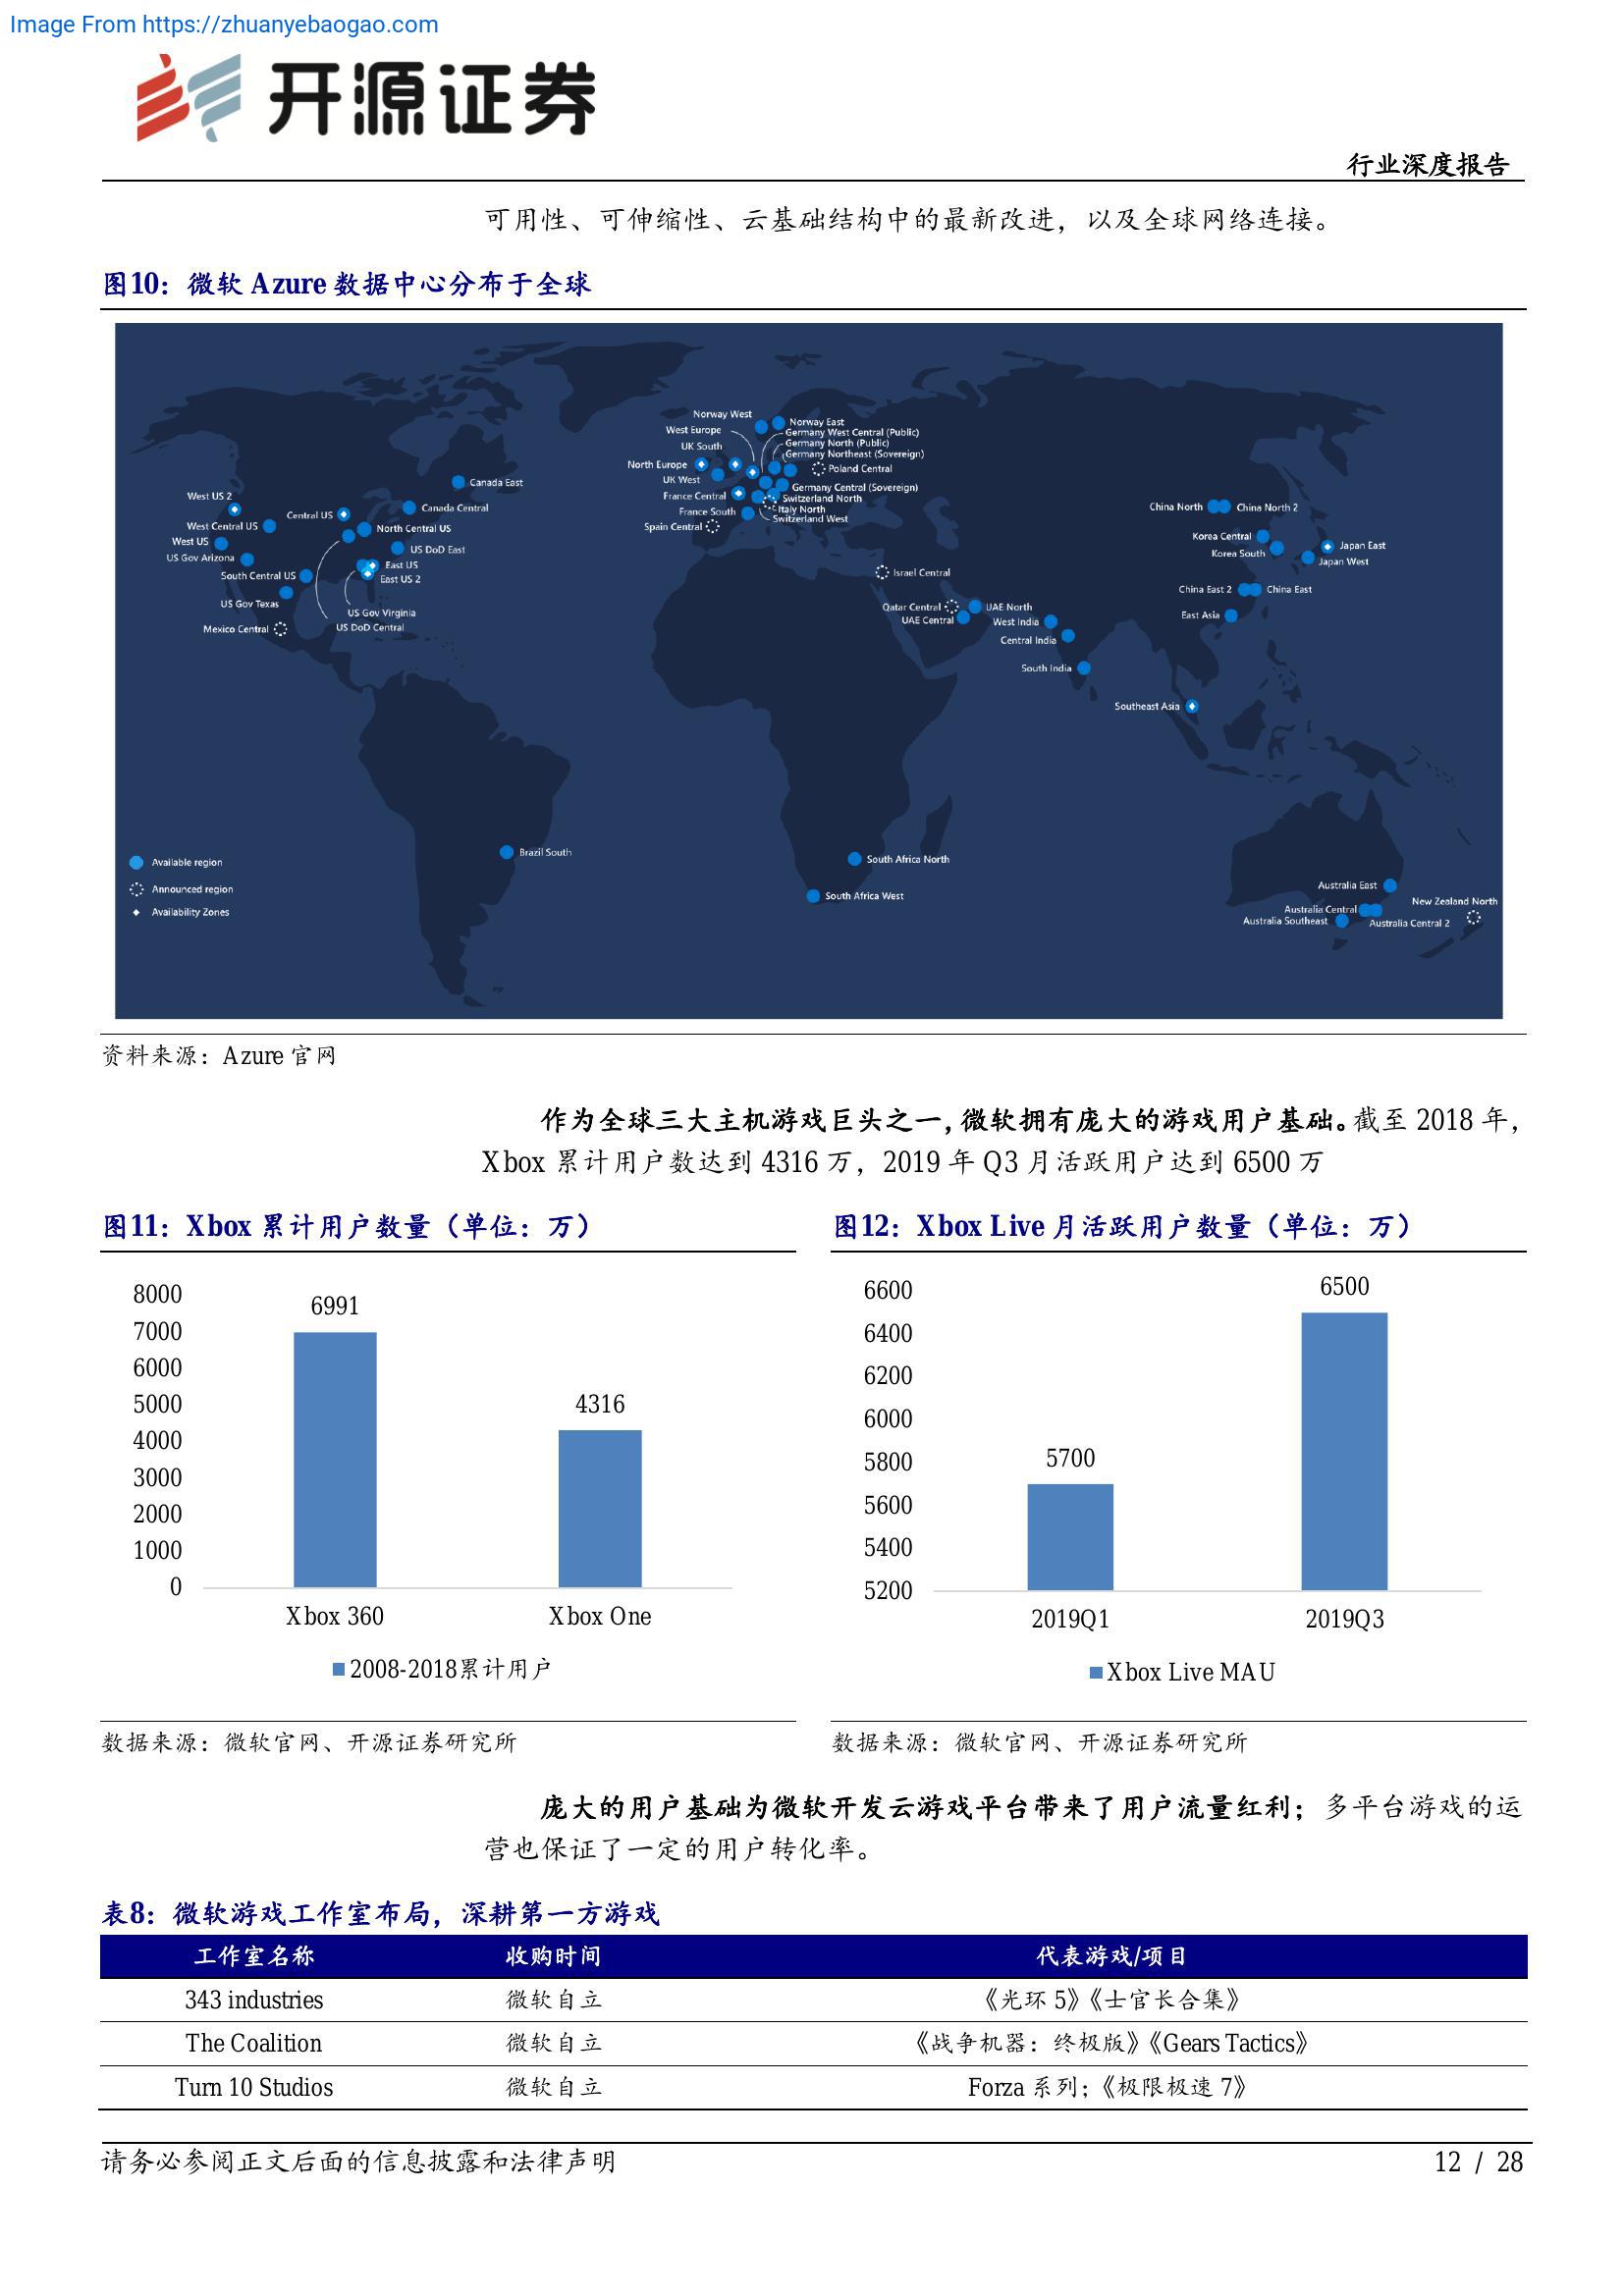 Image From https://zhuanyebaogao.com
开源证券
行业深度报告
可用性、可伸缩性、云基础结构中的最新改进，以及全球网络连接。
图10：微软 Azure 数据中心分布于全球
Norway West
Norway East
West Europe
Germany West Central (Public)
UK South
Germany North (Public)
Germany Northeast (Sovereign)
North Europe
Poland Central
UK West
Germany Central (Sovereign)
France Central
Switzerland North
Italy North
France South
Switzerland West
Spain Central
Canada East
West US 2
Canada Central
Central US
West Central US
North Central US
West US
US DoD East
US Gov Arizona
East US
South Central US
East US 2
US Gov Texas
US Gov Virginia
Mexico Central
US DoD Central
China North
China North 2
Korea Central
Japan East
Korea South
Japan West
Israel Central
China East 2
China East
Qatar Central
UAE North
East Asia
UAE Central
West India
Central India
South India
Southeast Asia
Brazil South
South Africa North
South Africa West
Available region
Announced region
Availability Zones
Australia East
New Zealand North
Australia Central
Australia Southeast
Australia Central 2
资料来源：Azure 官网
作为全球三大主机游戏巨头之一，微软拥有庞大的游戏用户基础。截至 2018 年，
Xbox 累计用户数达到 4316 万，2019 年 Q3 月活跃用户达到 6500 万
图11：Xbox 累计用户数量（单位：万）
8000
7000
6000
5000
4000
3000
2000
1000
0
6991
4316
Xbox 360
Xbox One
2008-2018累计用户
数据来源：微软官网、开源证券研究所
图12：Xbox Live 月活跃用户数量（单位：万）
6600
6400
6200
6000
5800
5600
5400
5200
5700
6500
2019Q1
2019Q3
Xbox Live MAU
数据来源：微软官网、开源证券研究所
庞大的用户基础为微软开发云游戏平台带来了用户流量红利；多平台游戏的运
营也保证了一定的用户转化率。
表8：微软游戏工作室布局，深耕第一方游戏
工作室名称 收购时间 代表游戏/项目
343 industries 微软自立 《光环 5》《士官长合集》
The Coalition 微软自立 《战争机器：终极版》《Gears Tactics》
Turn 10 Studios 微软自立 Forza 系列；《极限极速 7》
请务必参阅正文后面的信息披露和法律声明
12 / 28